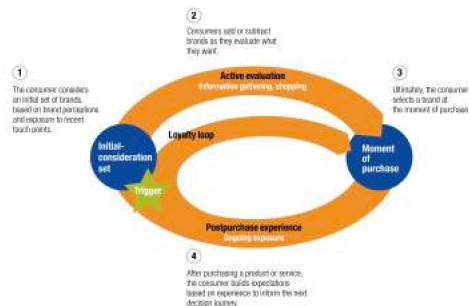 2
Consumers add or subtract
brands as they evaluate what
they want.
1
The consumer considers
an initial set of brands,
based on brand perceptions
and exposure to recent
touch points.
3
Ultimately, the consumer
selects a brand at
the moment of purchase.
Active evaluation
Information gathering, shopping
Loyalty loop
Initial-
consideration
set
Moment
of
purchase
Trigger
Postpurchase experience
Ongoing exposure
4
After purchasing a product or service,
the consumer builds expectations
based on experience to inform the next
decision journey.